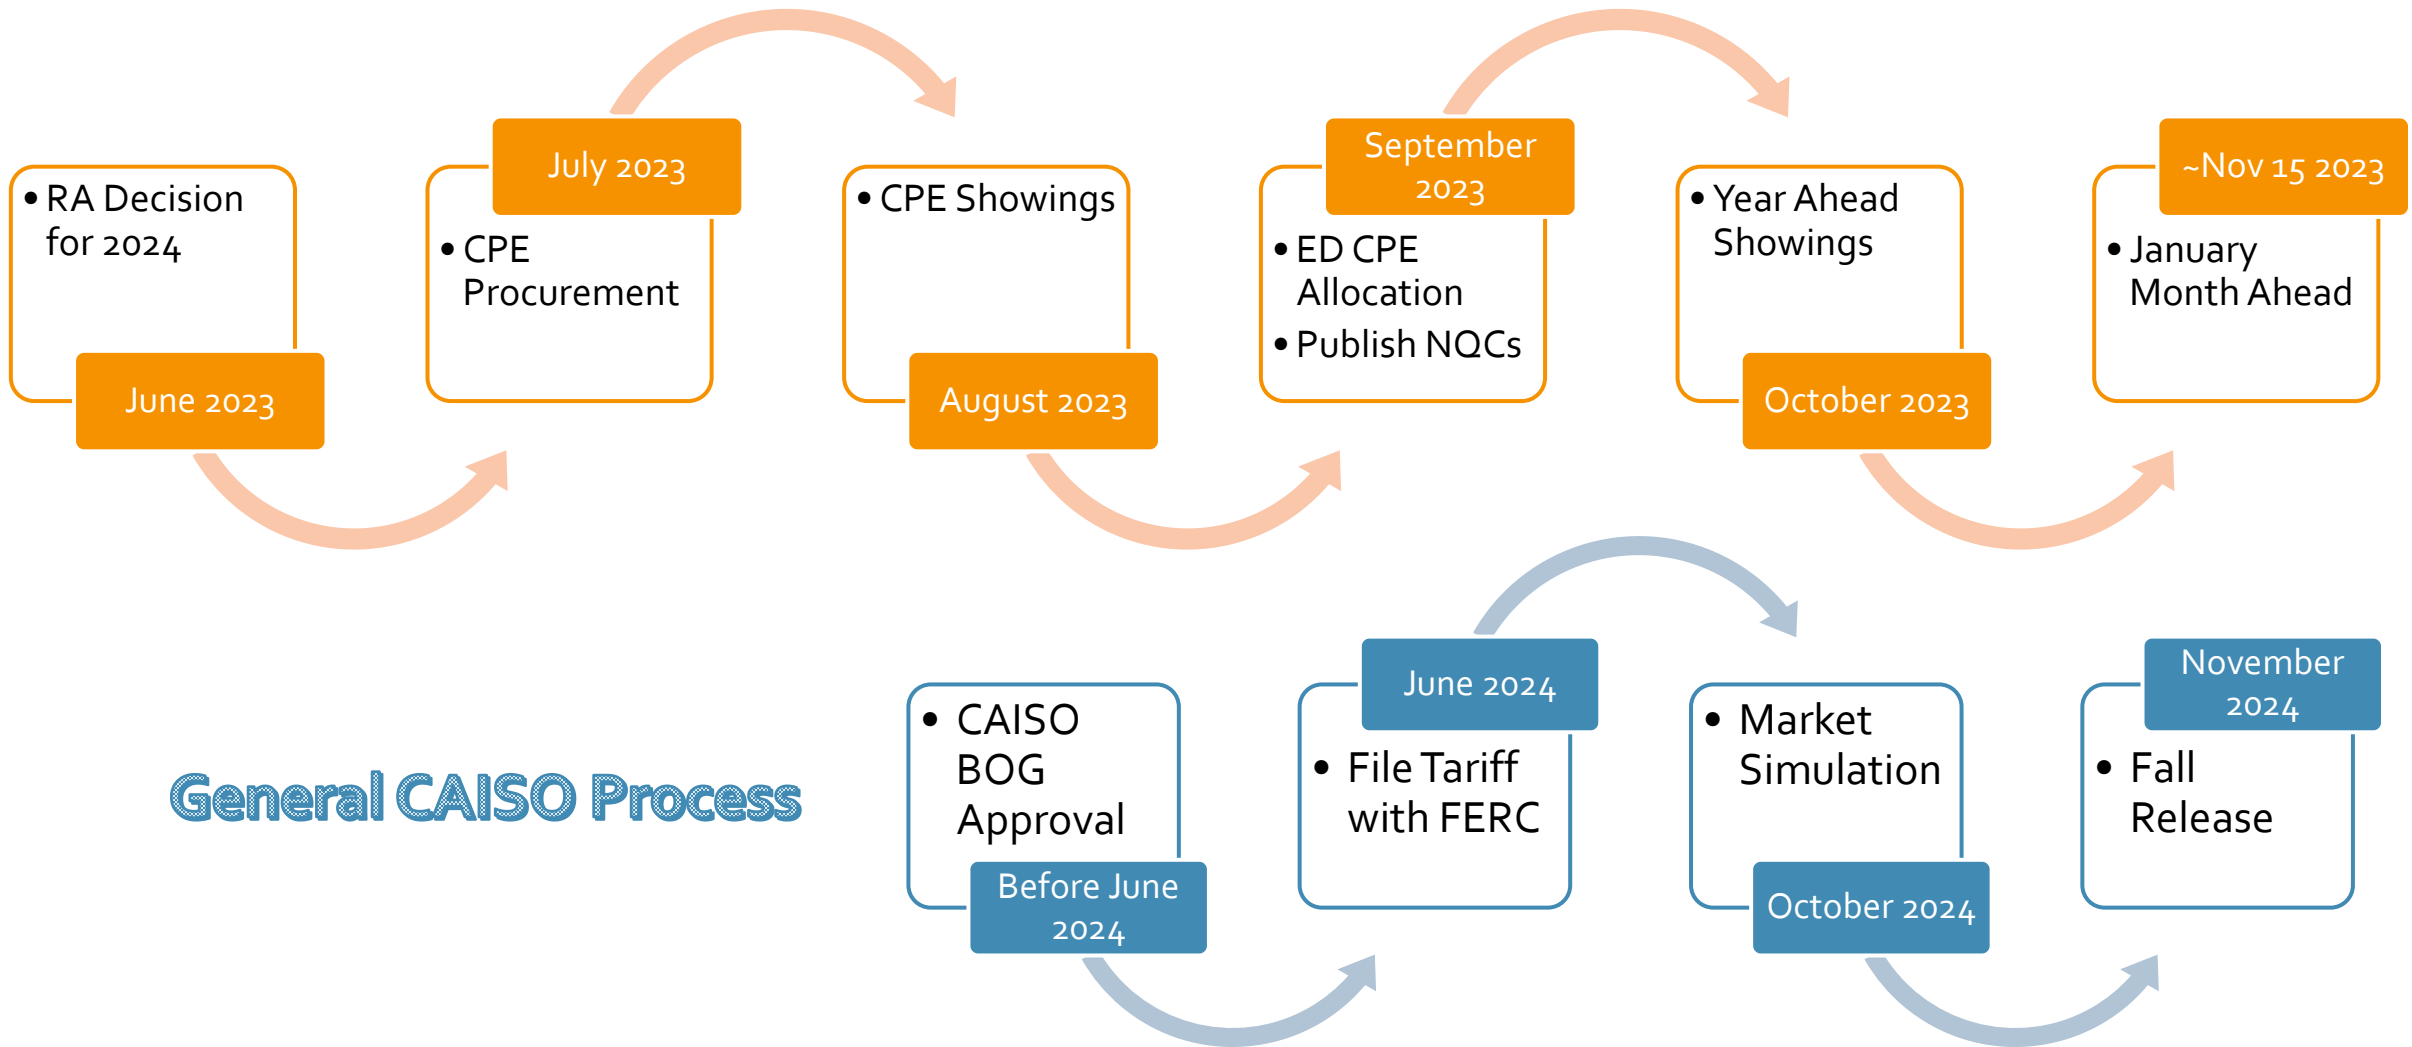 • RA Decision
for 2024
June 2023
July 2023
• CPE
Procurement
• CPE Showings
August 2023
September
2023
• ED CPE
Allocation
• Publish NQCs
• Year Ahead
Showings
October 2023
~Nov 15 2023
• January
Month Ahead
General CAISO Process
• CAISO
BOG
Approval
Before June
2024
June 2024
• File Tariff
with FERC
• Market
Simulation
October 2024
November
2024
• Fall
Release